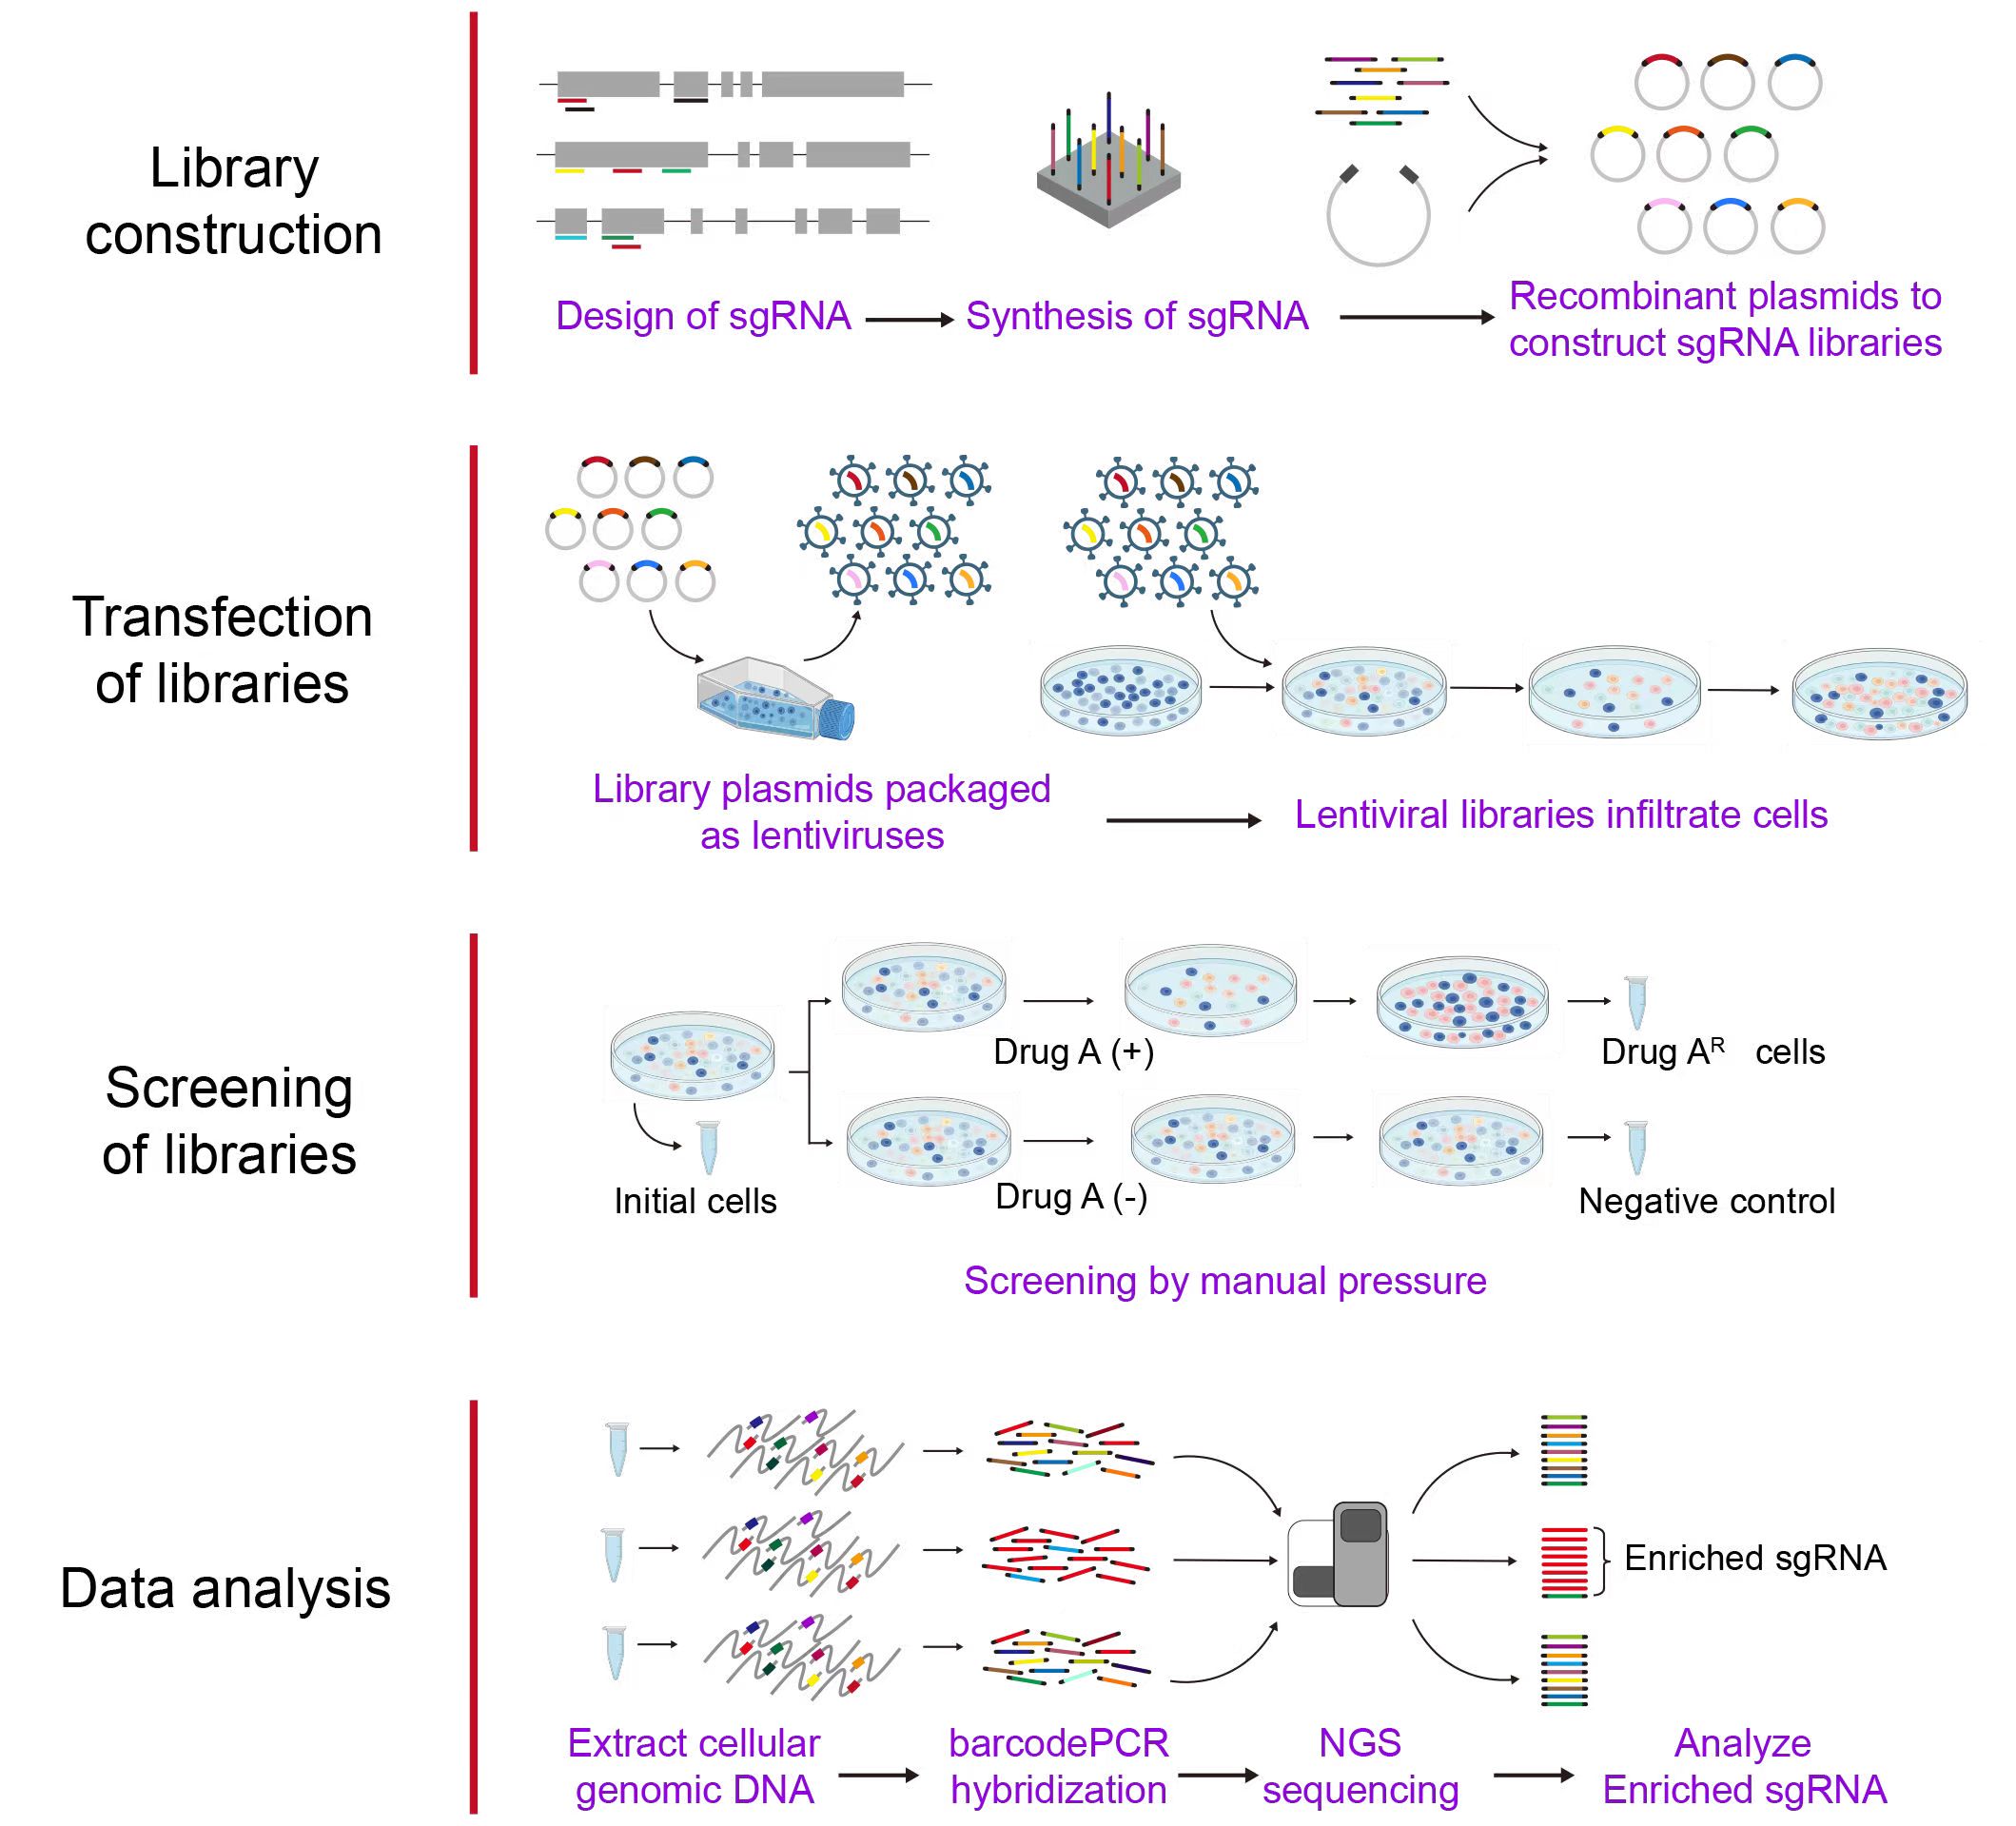 Library
construction
Design of sgRNA
Synthesis of sgRNA
Recombinant plasmids to
construct sgRNA libraries
Transfection
of libraries
Library plasmids packaged
as lentiviruses
Lentiviral libraries infiltrate cells
Screening
of libraries
Initial cells
Drug A (+)
Drug Aᴿ cells
Drug A (-)
Negative control
Screening by manual pressure
Data analysis
Enriched sgRNA
Extract cellular
genomic DNA
barcodePCR
hybridization
NGS
sequencing
Analyze
Enriched sgRNA